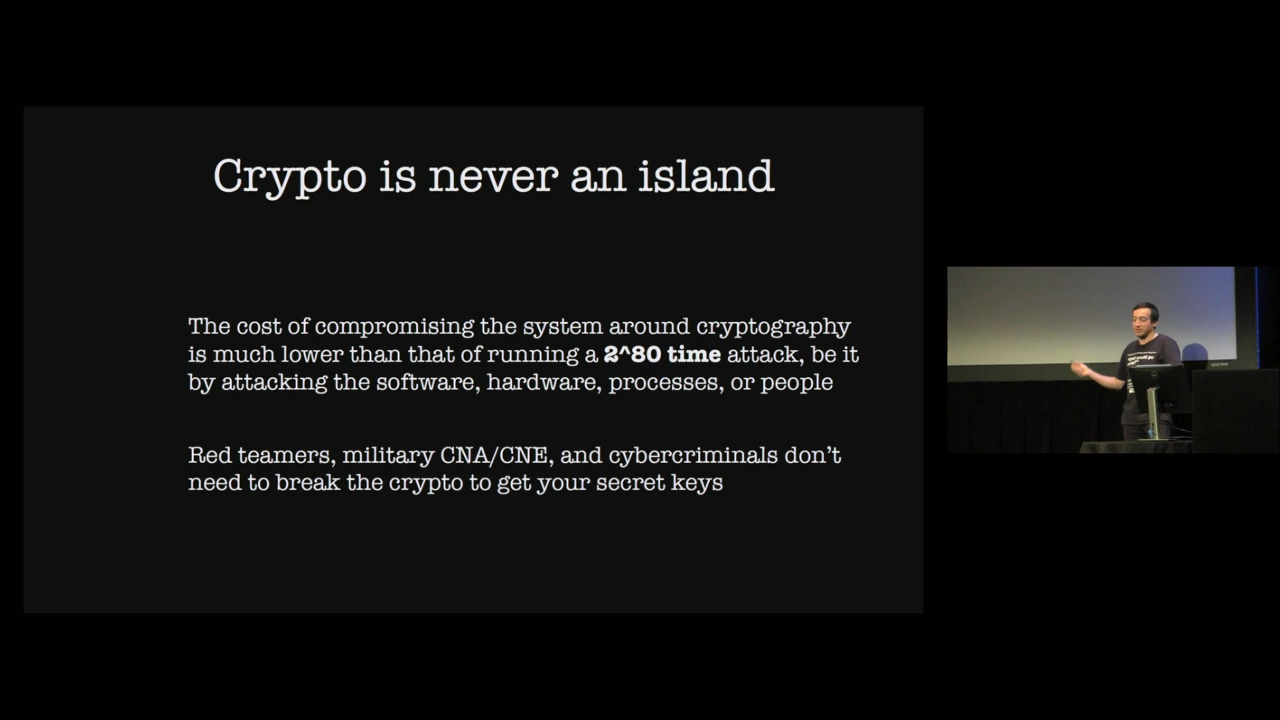 Crypto is never an island
The cost of compromising the system around cryptography
is much lower than that of running a 2^80 time attack, be it
by attacking the software, hardware, processes, or people
Red teamers, military CNA/CNE, and cybercriminals don’t
need to break the crypto to get your secret keys